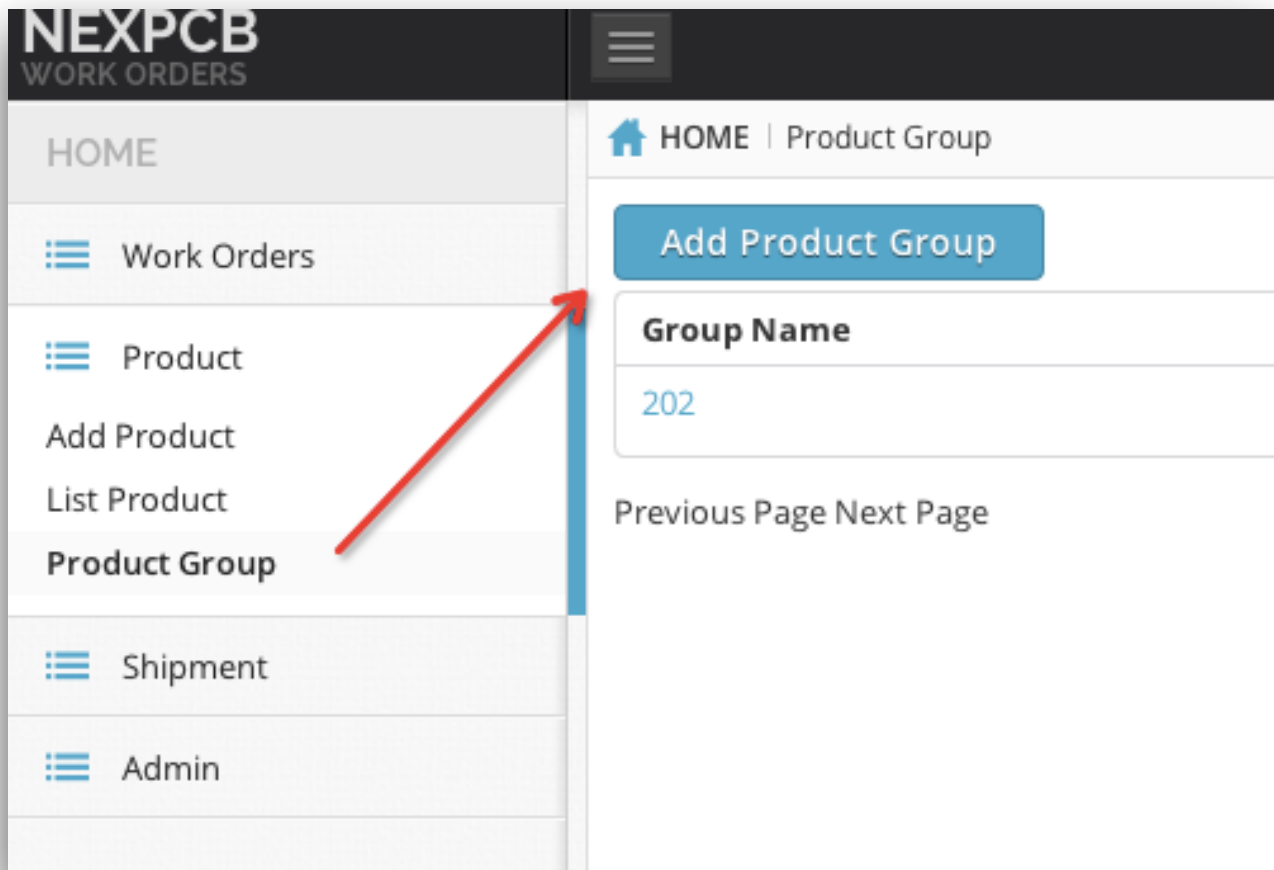 NEXPCB
WORK ORDERS
HOME
Work Orders
Product
Add Product
List Product
Product Group
Shipment
Admin
HOME | Product Group
Add Product Group
Group Name
202
Previous Page Next Page